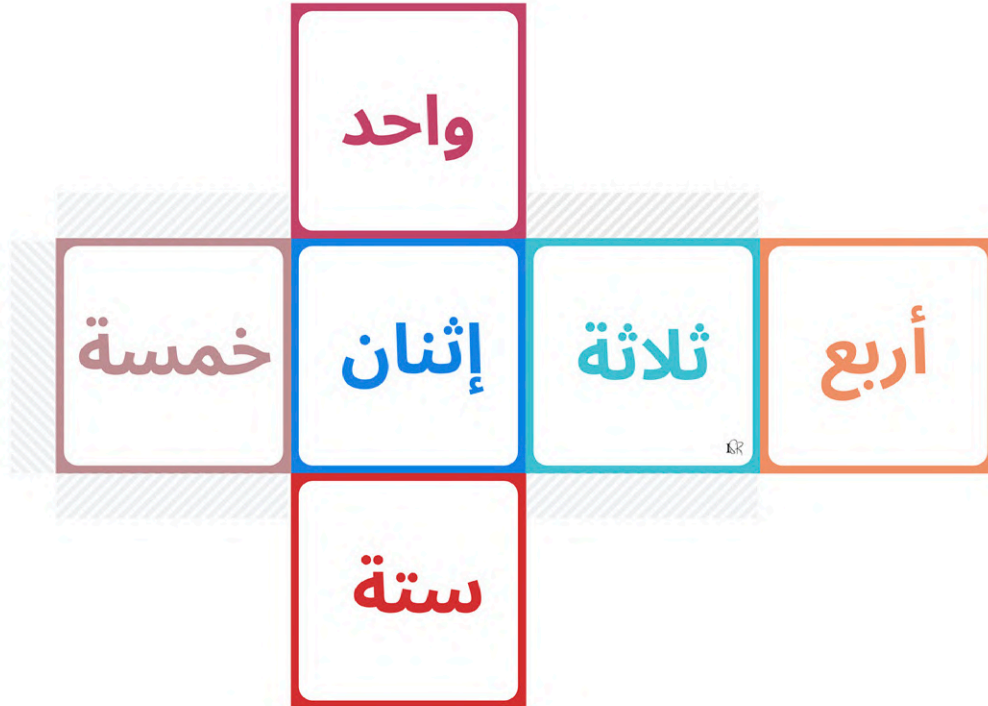 واحد
خمسة
إثنان
ثلاثة
أربع
ستة